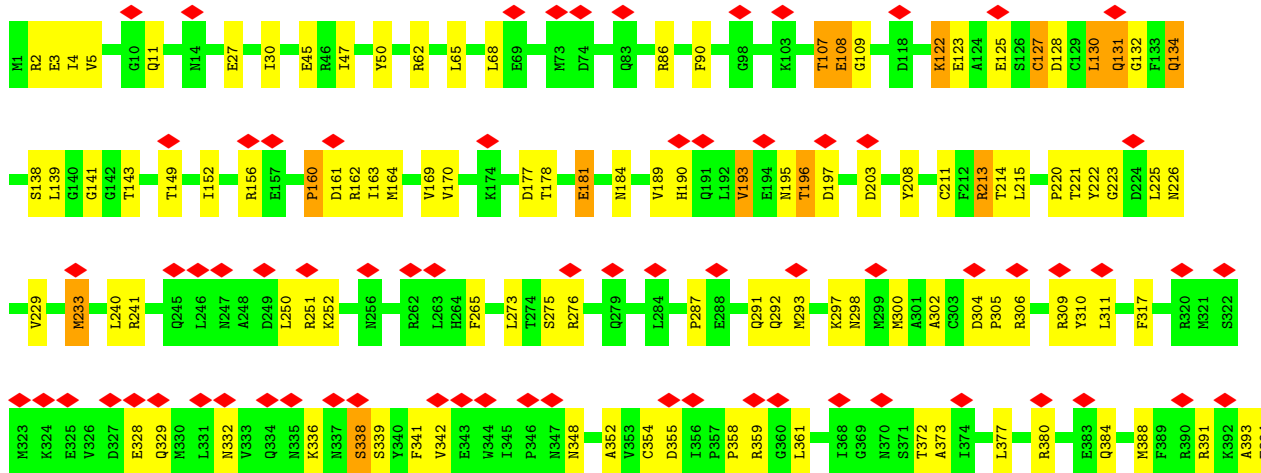 M1 R2 E3 I4 V5 G10 Q11 N14 E27 I30 E45 R46 I47 Y50 R62 L65 L68 E69 M73 D74 Q83 R86 F90 G98 K103 T107 E108 G109 D118 K122 E123 A124 E125 S126 C127 D128 C129 L130 Q131 G132 F133 Q134
S138 L139 G140 G141 G142 T143 T149 I152 R156 E157 P160 D161 R162 I163 M164 V169 V170 K174 D177 T178 E181 N184 V189 H190 Q191 L192 V193 E194 N195 T196 D197 D203 Y208 C211 F212 R213 T214 L215 P220 T221 Y222 G223 D224 L225 N226
V229 M233 L240 R241 Q245 L246 N247 A248 D249 L250 R251 K252 N256 R262 L263 H264 F265 L273 T274 S275 R276 Q279 L284 P287 E288 Q291 Q292 M293 K297 N298 M299 M300 A301 A302 C303 D304 P305 R306 R309 Y310 L311 F317 R320 M321 S322
M323 K324 E325 V326 D327 E328 Q329 M330 L331 N332 V333 Q334 N335 K336 N337 S338 S339 Y340 F341 V342 E343 W344 I345 P346 N347 N348 A352 V353 C354 D355 I356 P357 P358 R359 G360 L361 I368 G369 N370 S371 T372 A373 I374 L377 R380 E383 Q384 M388 F389 R390 R391 K392 A393